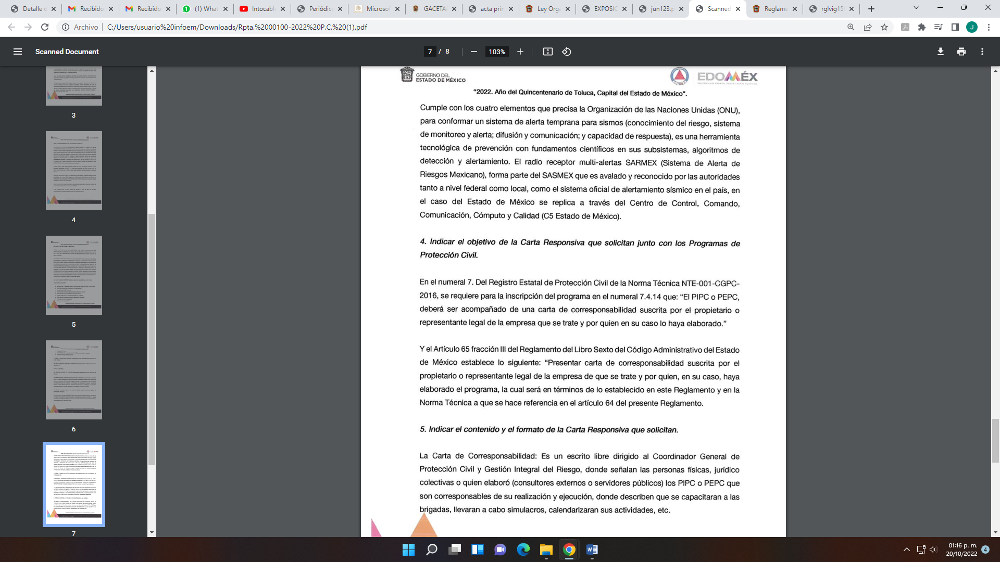 Detalle d
Recibido
Recibido
(1) What
Intocable
Periódico
Microsof
GACETA
acta prin
Ley Orgá
EXPOSIC
jun123.p
Scanned
Reglame
rglvig15
Archivo
C:/Users/usuario%20infoem/Downloads/Rpta.%2000100-2022%20P.C.%20(1).pdf
J
Scanned Document
7 / 8
103%
3
4
5
6
7
GOBIERNO DEL
ESTADO DE MÉXICO
EDOMÉX
“2022. Año del Quincentenario de Toluca, Capital del Estado de México”.
Cumple con los cuatro elementos que precisa la Organización de las Naciones Unidas (ONU),
para conformar un sistema de alerta temprana para sismos (conocimiento del riesgo, sistema
de monitoreo y alerta; difusión y comunicación; y capacidad de respuesta), es una herramienta
tecnológica de prevención con fundamentos científicos en sus subsistemas, algoritmos de
detección y alertamiento. El radio receptor multi-alertas SARMEX (Sistema de Alerta de
Riesgos Mexicano), forma parte del SASMEX que es avalado y reconocido por las autoridades
tanto a nivel federal como local, como el sistema oficial de alertamiento sísmico en el país, en
el caso del Estado de México se replica a través del Centro de Control, Comando,
Comunicación, Cómputo y Calidad (C5 Estado de México).
4. Indicar el objetivo de la Carta Responsiva que solicitan junto con los Programas de
Protección Civil.
En el numeral 7. Del Registro Estatal de Protección Civil de la Norma Técnica NTE-001-CGPC-
2016, se requiere para la inscripción del programa en el numeral 7.4.14 que: “El PIPC o PEPC,
deberá ser acompañado de una carta de corresponsabilidad suscrita por el propietario o
representante legal de la empresa que se trate y por quien en su caso lo haya elaborado.”
Y el Artículo 65 fracción III del Reglamento del Libro Sexto del Código Administrativo del Estado
de México establece lo siguiente: “Presentar carta de corresponsabilidad suscrita por el
propietario o representante legal de la empresa de que se trate y por quien, en su caso, haya
elaborado el programa, la cual será en términos de lo establecido en este Reglamento y en la
Norma Técnica a que se hace referencia en el artículo 64 del presente Reglamento.
5. Indicar el contenido y el formato de la Carta Responsiva que solicitan.
La Carta de Corresponsabilidad: Es un escrito libre dirigido al Coordinador General de
Protección Civil y Gestión Integral del Riesgo, donde señalan las personas físicas, jurídico
colectivas o quien elaboró (consultores externos o servidores públicos) los PIPC o PEPC que
son corresponsables de su realización y ejecución, donde describen que se capacitaran a las
brigadas, llevaran a cabo simulacros, calendarizaran sus actividades, etc.
01:16 p. m.
20/10/2022
4